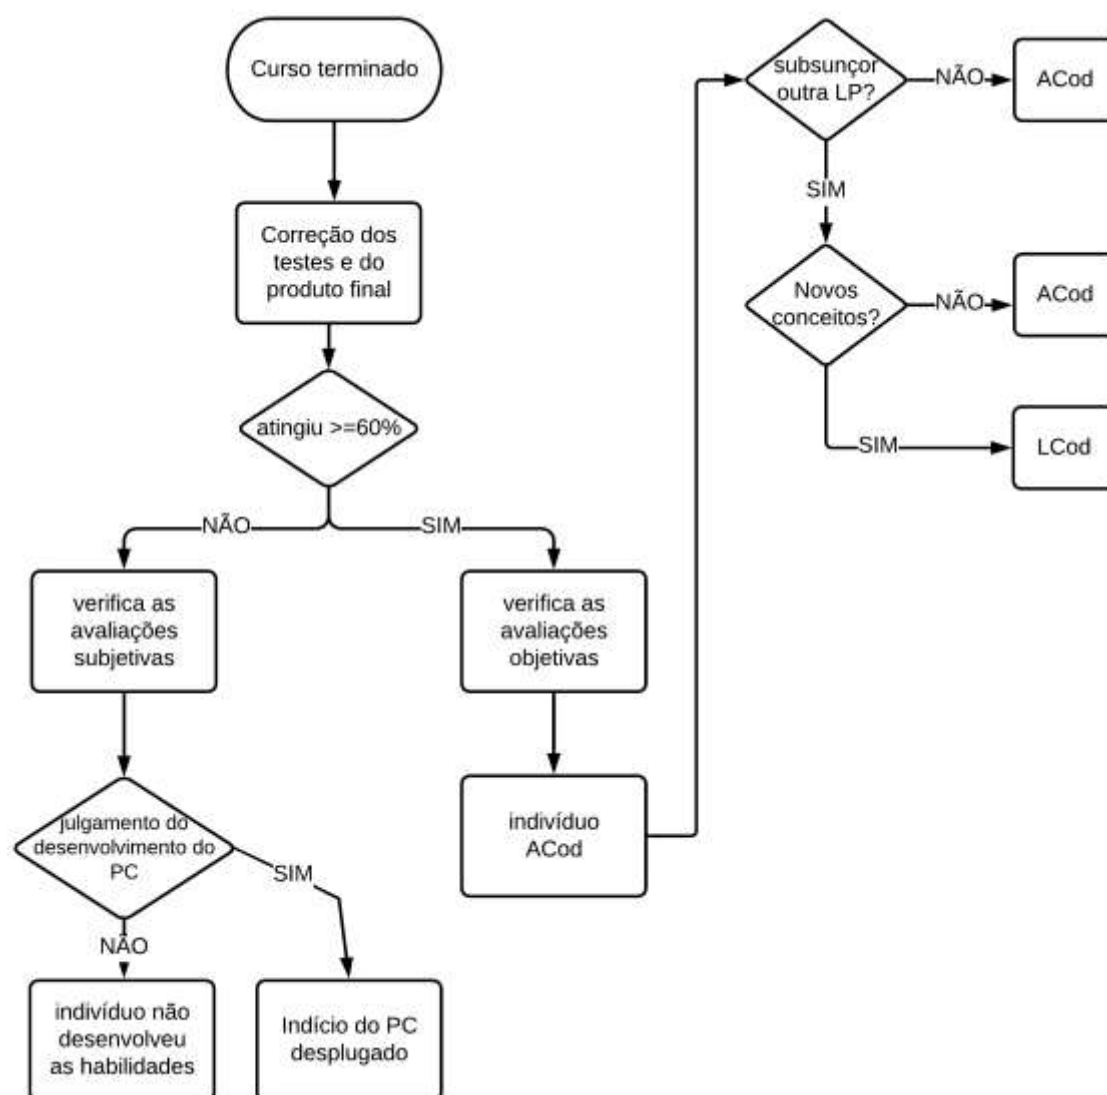 Curso terminado
Correção dos
testes e do
produto final
atingiu >=60%
NÃO
SIM
verifica as
avaliações
subjetivas
verifica as
avaliações
objetivas
julgamento do
desenvolvimento do
PC
SIM
NÃO
indivíduo não
desenvolveu
as habilidades
Indício do PC
desplugado
indivíduo
ACod
subsunçor
outra LP?
NÃO
ACod
SIM
Novos
conceitos?
NÃO
ACod
SIM
LCod